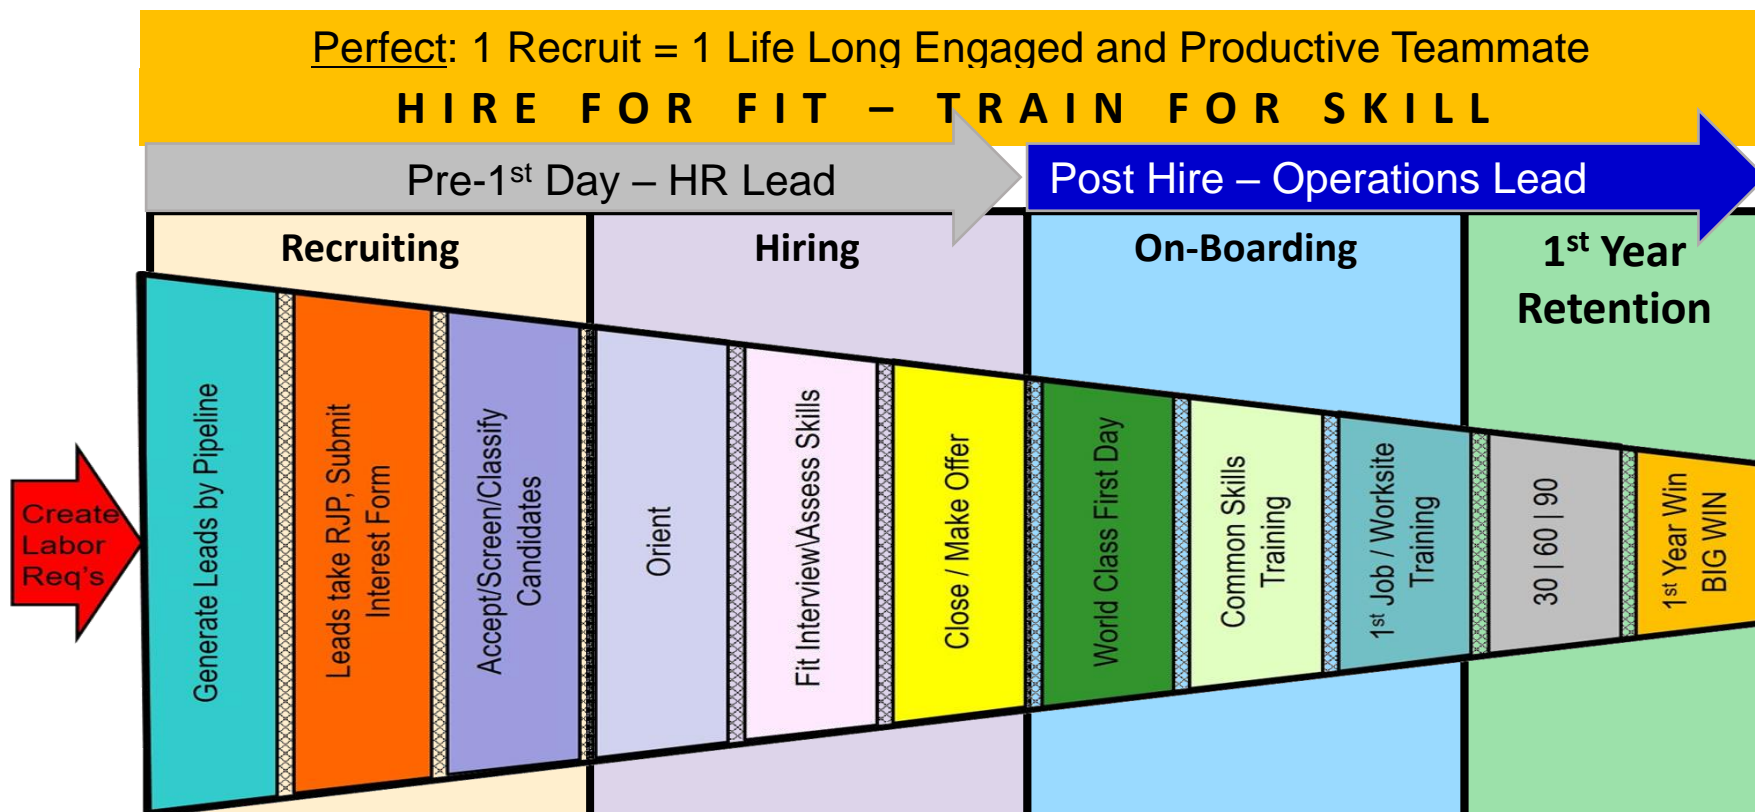 Perfect: 1 Recruit = 1 Life Long Engaged and Productive Teammate
HIRE FOR FIT – TRAIN FOR SKILL
Pre-1st Day – HR Lead
Post Hire – Operations Lead
Recruiting
Hiring
On-Boarding
1st Year
Retention
Create
Labor
Req's
Generate Leads by Pipeline
Leads take RJP, Submit
Interest Form
Accept/Screen/Classify
Candidates
Orient
Fit Interview\Assess Skills
Close / Make Offer
World Class First Day
Common Skills
Training
1st Job / Worksite
Training
30 | 60 | 90
1st Year Win
BIG WIN